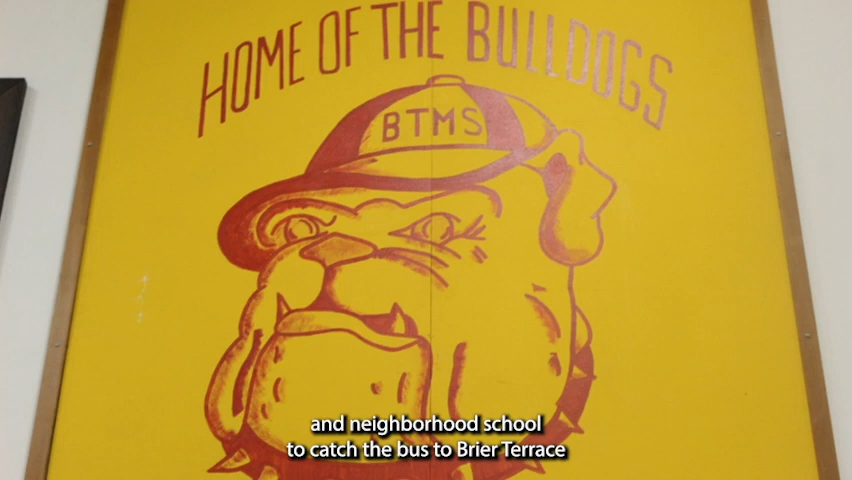 HOME OF THE BULLDOGS
BTMS
and neighborhood school
to catch the bus to Brier Terrace